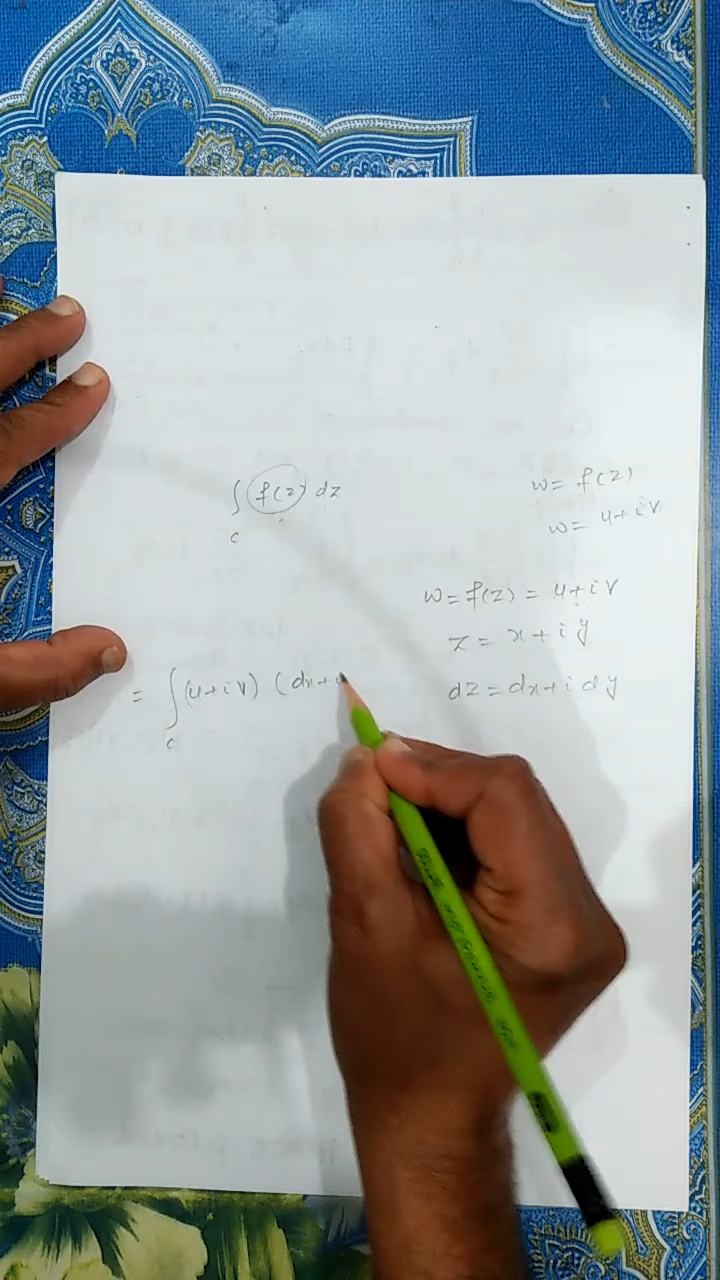 ∫ f(z) dz
c
w = f(z)
w = u + iv
w = f(z) = u + iv
z = x + iy
dz = dx + i dy
= ∫ (u + iv) (dx + i
c